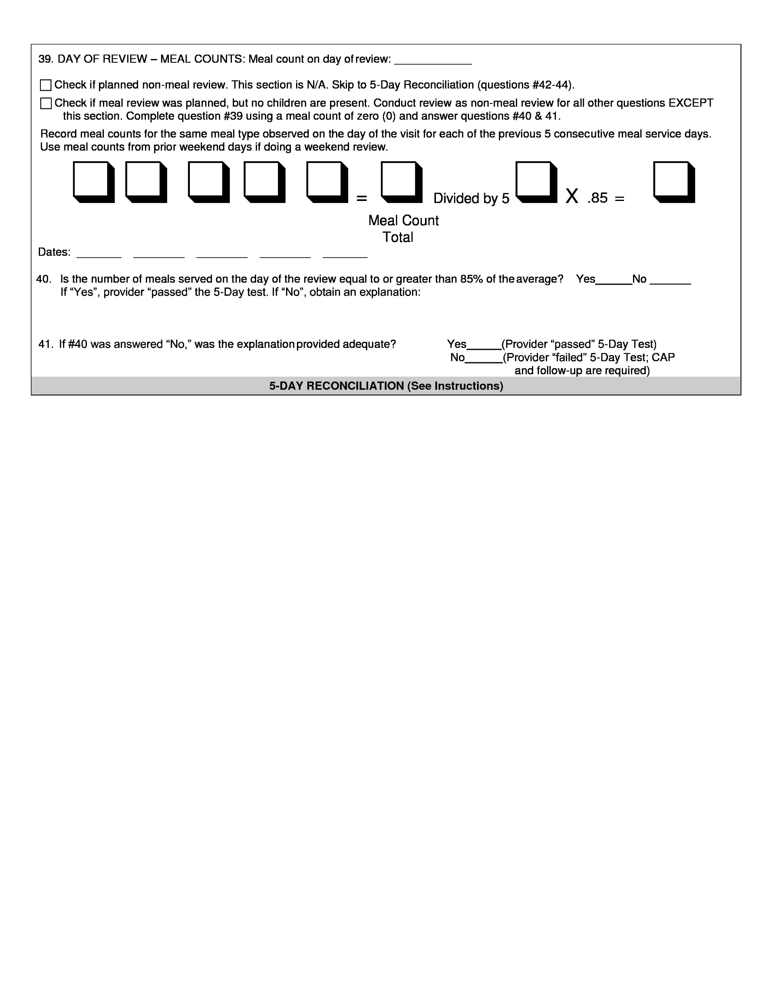 39. DAY OF REVIEW – MEAL COUNTS: Meal count on day of review: ____________
Check if planned non-meal review. This section is N/A. Skip to 5-Day Reconciliation (questions #42-44).
Check if meal review was planned, but no children are present. Conduct review as non-meal review for all other questions EXCEPT
this section. Complete question #39 using a meal count of zero (0) and answer questions #40 & 41.
Record meal counts for the same meal type observed on the day of the visit for each of the previous 5 consecutive meal service days.
Use meal counts from prior weekend days if doing a weekend review.
= Divided by 5 X .85 =
Meal Count
Total
Dates: _______ ________ ________ ________ _______
40. Is the number of meals served on the day of the review equal to or greater than 85% of the average? Yes______No ______
If “Yes”, provider “passed” the 5-Day test. If “No”, obtain an explanation:
41. If #40 was answered “No,” was the explanation provided adequate? Yes______(Provider “passed” 5-Day Test)
No______(Provider “failed” 5-Day Test; CAP
and follow-up are required)
5-DAY RECONCILIATION (See Instructions)